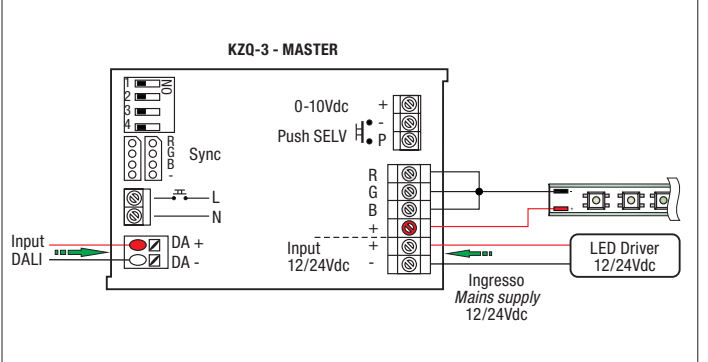 KZQ-3 - MASTER
1
2
3
4
ON
R
G
B
-
Sync
L
N
Input
DALI
DA +
DA -
0-10Vdc
Push SELV
+
-
P
R
G
B
+
+
-
Input
12/24Vdc
-
+
LED Driver
12/24Vdc
Ingresso
Mains supply
12/24Vdc